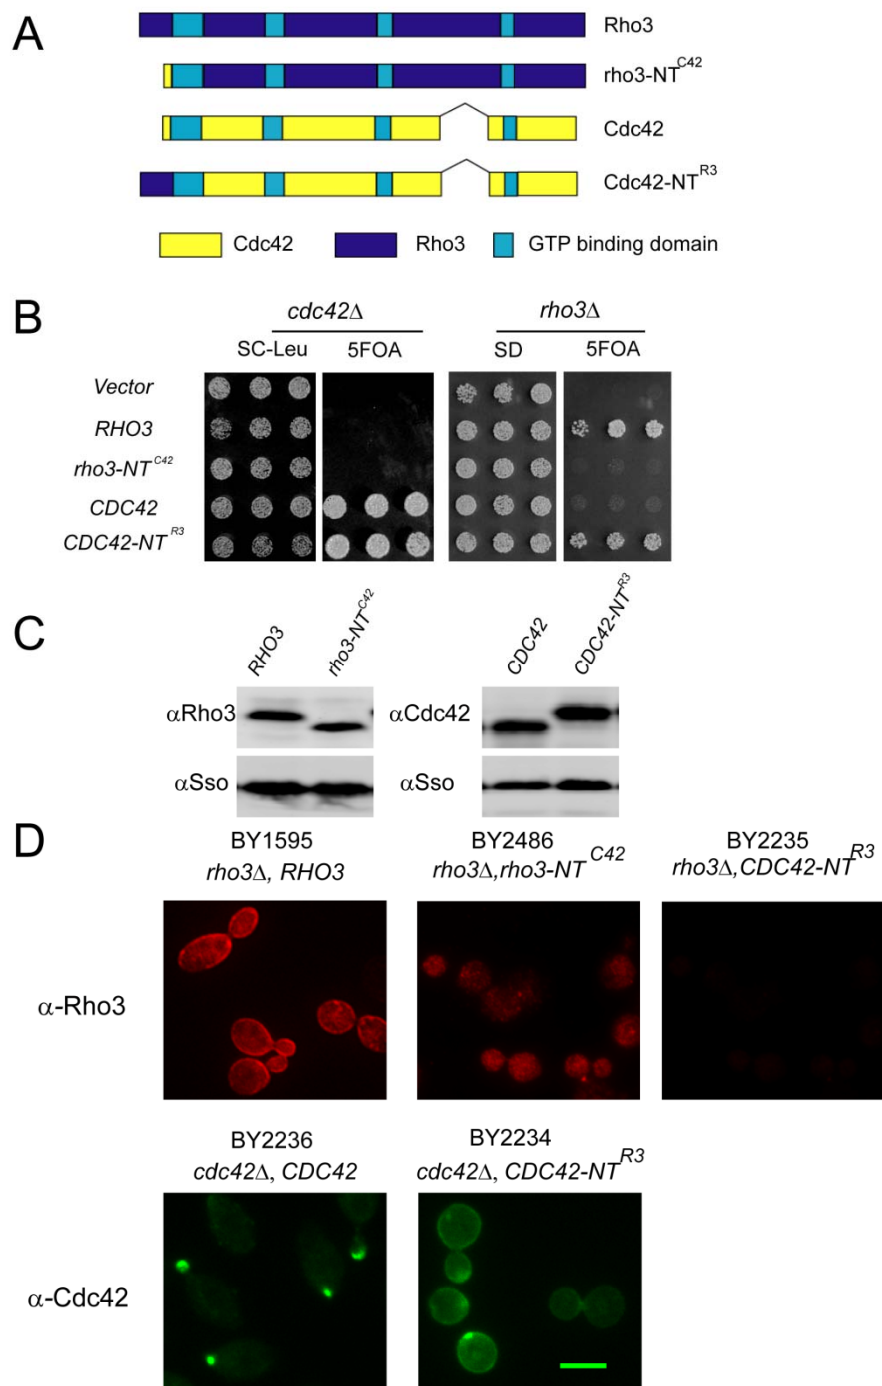 A
Rho3
rho3-NT^C42
Cdc42
Cdc42-NT^R3
Cdc42 Rho3 GTP binding domain
B
cdc42Δ rho3Δ
SC-Leu 5FOA SD 5FOA
Vector
RHO3
rho3-NT^C42
CDC42
CDC42-NT^R3
C
RHO3 rho3-NT^C42 CDC42 CDC42-NT^R3
αRho3 αCdc42
αSso αSso
D
BY1595 BY2486 BY2235
rho3Δ, RHO3 rho3Δ,rho3-NT^C42 rho3Δ,CDC42-NT^R3
α-Rho3
BY2236 BY2234
cdc42Δ, CDC42 cdc42Δ, CDC42-NT^R3
α-Cdc42